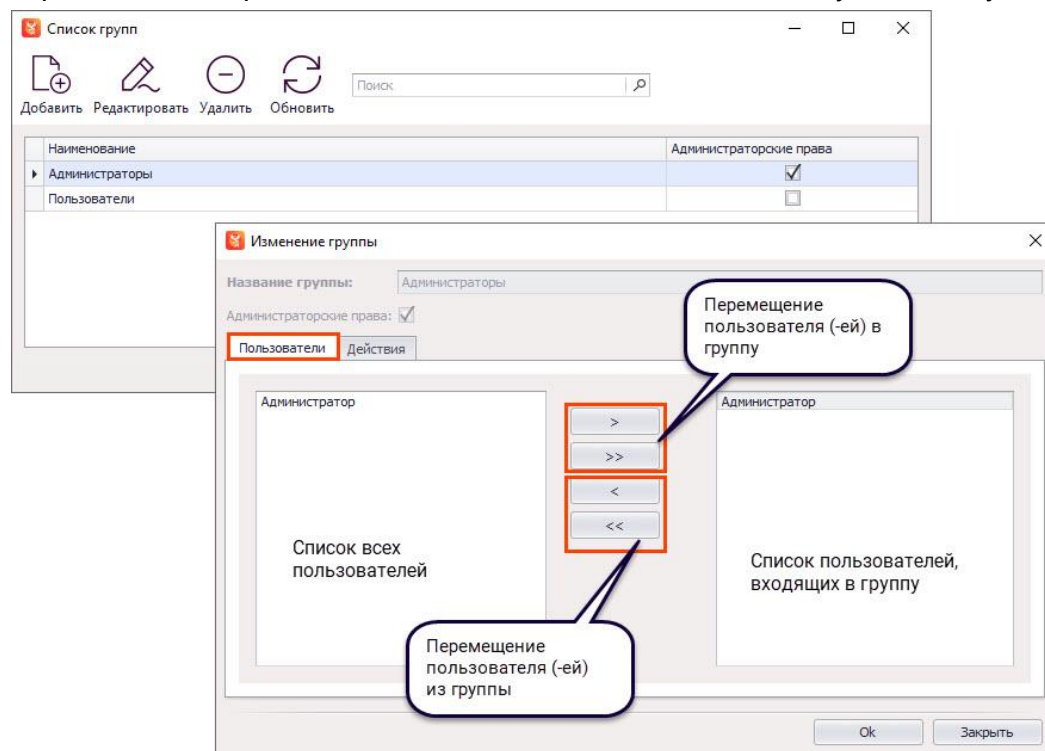 Список групп
Добавить Редактировать Удалить Обновить
Поиск
Наименование Администраторские права
Администраторы
Пользователи
Изменение группы
Название группы: Администраторы
Администраторские права:
Пользователи Действия
Перемещение
пользователя (-ей) в
группу
Администратор
Администратор
>
>>
<
<<
Список всех
пользователей
Список пользователей,
входящих в группу
Перемещение
пользователя (-ей)
из группы
Ok Закрыть